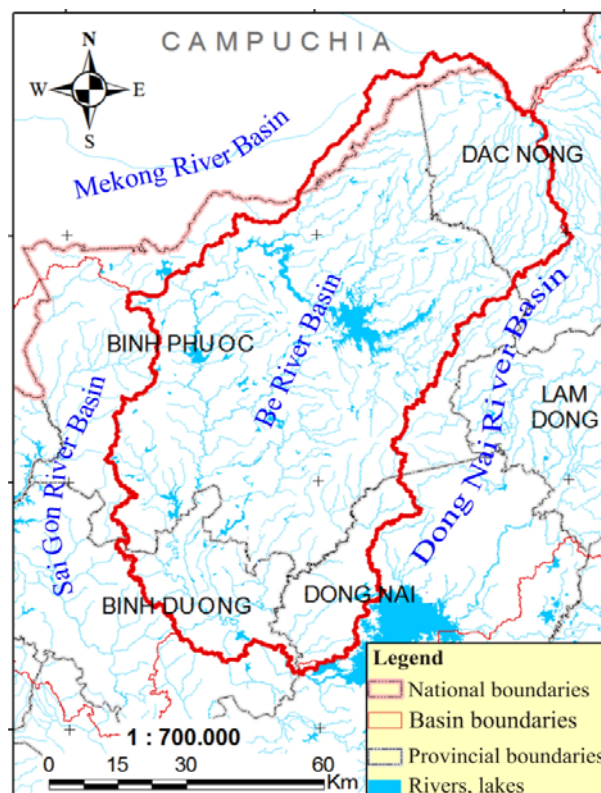 CAMPUCHIA
N
W E
S
Mekong River Basin
DAC NONG
BINH PHUOC
Be River Basin
Dong Nai River Basin
LAM
DONG
Sai Gon River Basin
BINH DUONG
DONG NAI
Legend
National boundaries
Basin boundaries
Provincial boundaries
Rivers, lakes
1 : 700.000
0 15 30 60
Km